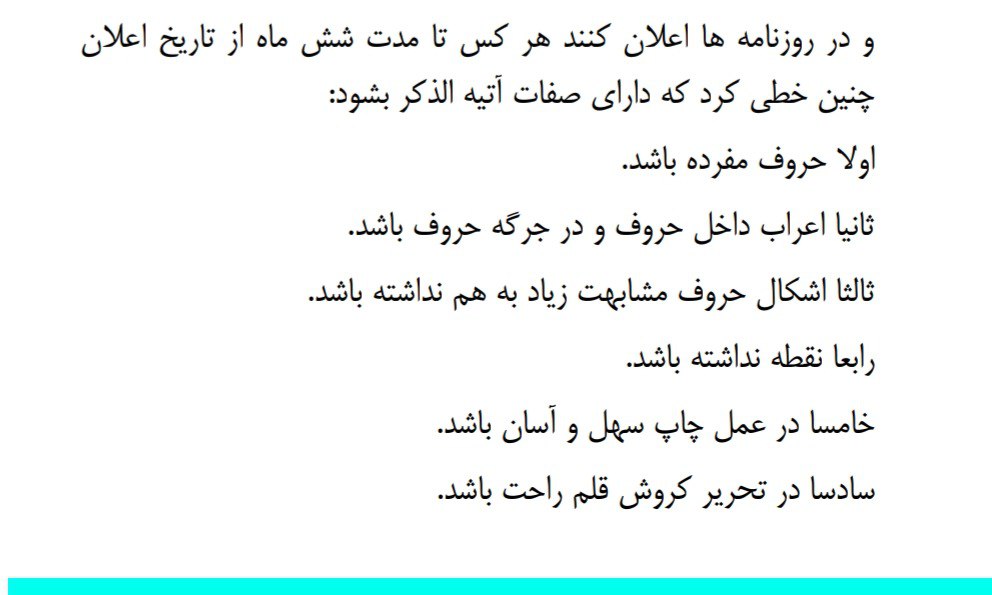 و در روزنامه ها اعلان کنند هر کس تا مدت شش ماه از تاریخ اعلان
چنین خطی کرد که دارای صفات آتیه الذکر بشود:
اولا حروف مفرده باشد.
ثانیا اعراب داخل حروف و در جرگه حروف باشد.
ثالثا اشکال حروف مشابهت زیاد به هم نداشته باشد.
رابعا نقطه نداشته باشد.
خامسا در عمل چاپ سهل و آسان باشد.
سادسا در تحریر کروش قلم راحت باشد.